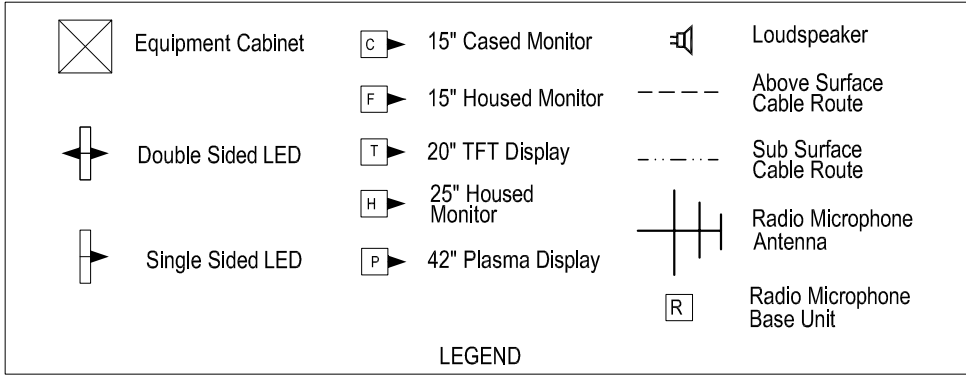 Equipment Cabinet
Double Sided LED
Single Sided LED
C
15" Cased Monitor
F
15" Housed Monitor
T
20" TFT Display
H
25" Housed
Monitor
P
42" Plasma Display
Loudspeaker
Above Surface
Cable Route
Sub Surface
Cable Route
Radio Microphone
Antenna
R
Radio Microphone
Base Unit
LEGEND